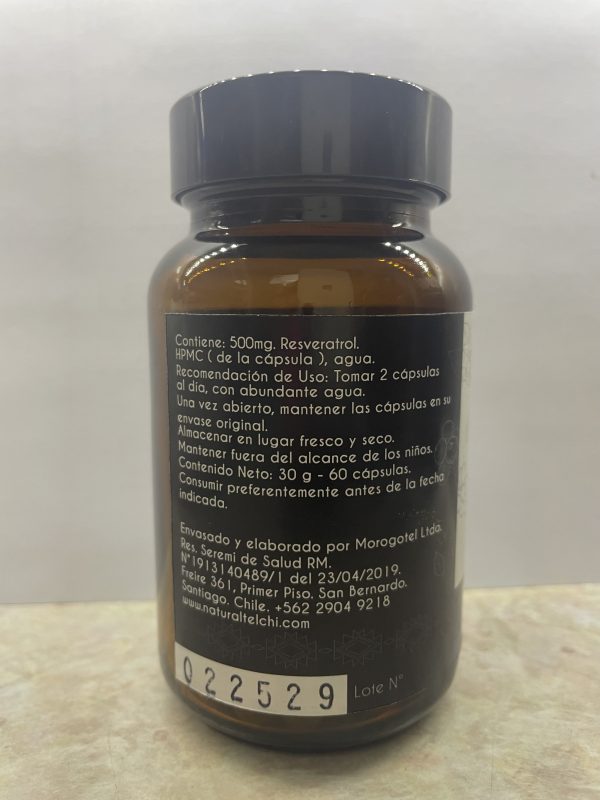 Contiene: 500mg. Resveratrol.
HPMC ( de la cápsula ), agua.
Recomendación de Uso: Tomar 2 cápsulas
al día, con abundante agua.
Una vez abierto, mantener las cápsulas en su
envase original.
Almacenar en lugar fresco y seco.
Mantener fuera del alcance de los niños.
Contenido Neto: 30 g - 60 cápsulas.
Consumir preferentemente antes de la fecha
indicada.
Envasado y elaborado por Morogotel Ltda.
Res. Seremi de Salud RM.
N°1913140489/1 del 23/04/2019.
Freire 361, Primer Piso. San Bernardo.
Santiago. Chile. +562 2904 9218
www.naturaltelchi.com
022529 Lote N°